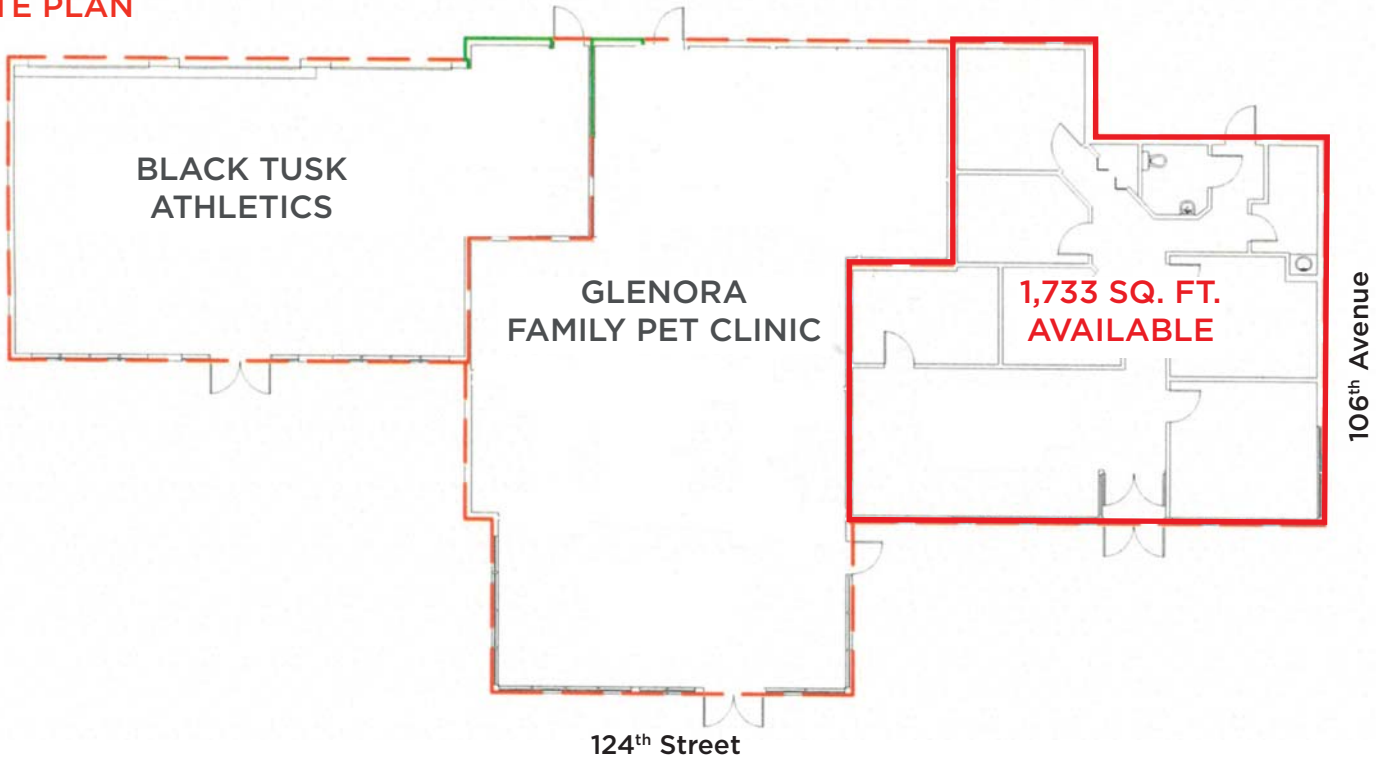 TE PLAN
BLACK TUSK
ATHLETICS
GLENORA
FAMILY PET CLINIC
1,733 SQ. FT.
AVAILABLE
106th Avenue
124th Street